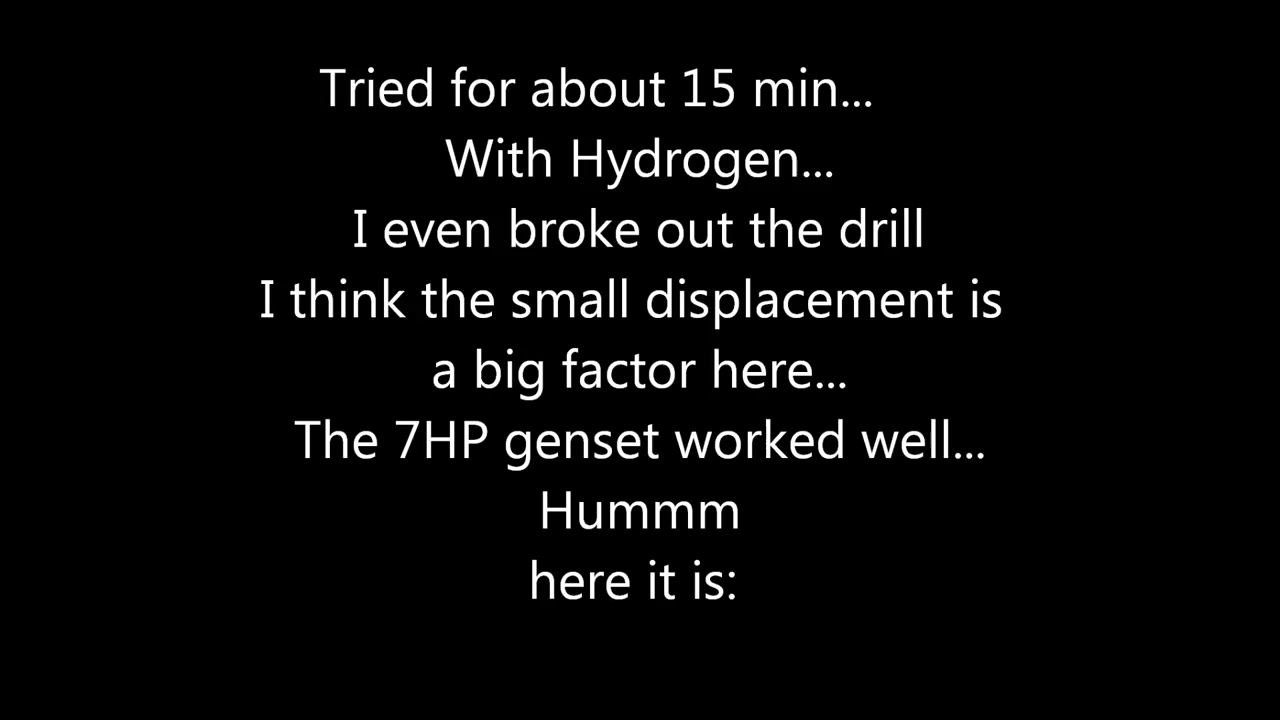 Tried for about 15 min...
With Hydrogen...
I even broke out the drill
I think the small displacement is
a big factor here...
The 7HP genset worked well...
Hummm
here it is: